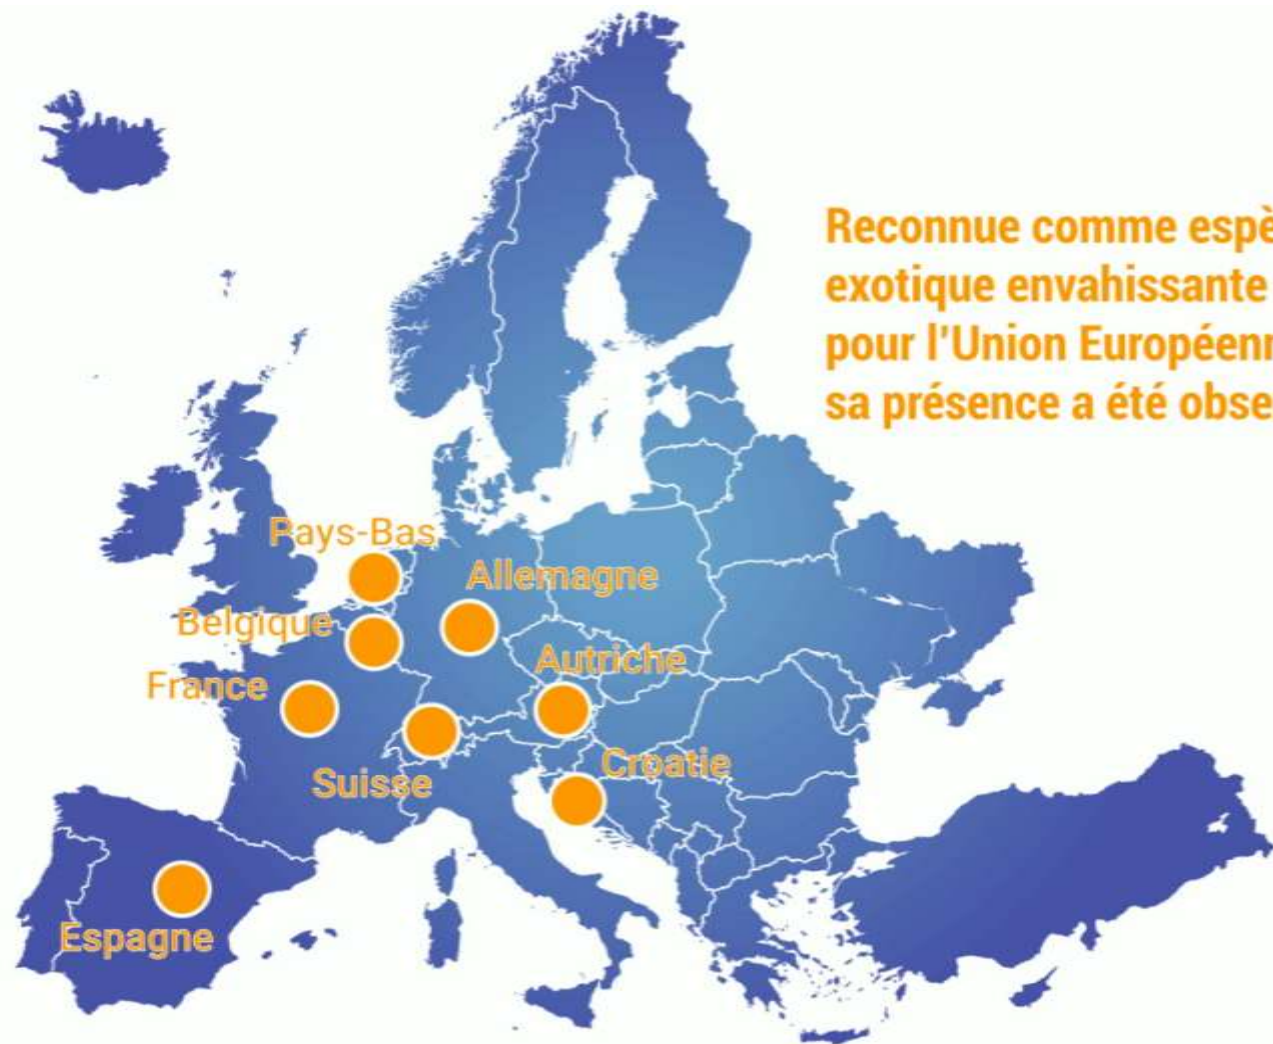 Reconnue comme espè
exotique envahissante
pour l'Union Européenn
sa présence a été obse
Pays-Bas
Allemagne
Belgique
Autriche
France
Croatie
Suisse
Espagne